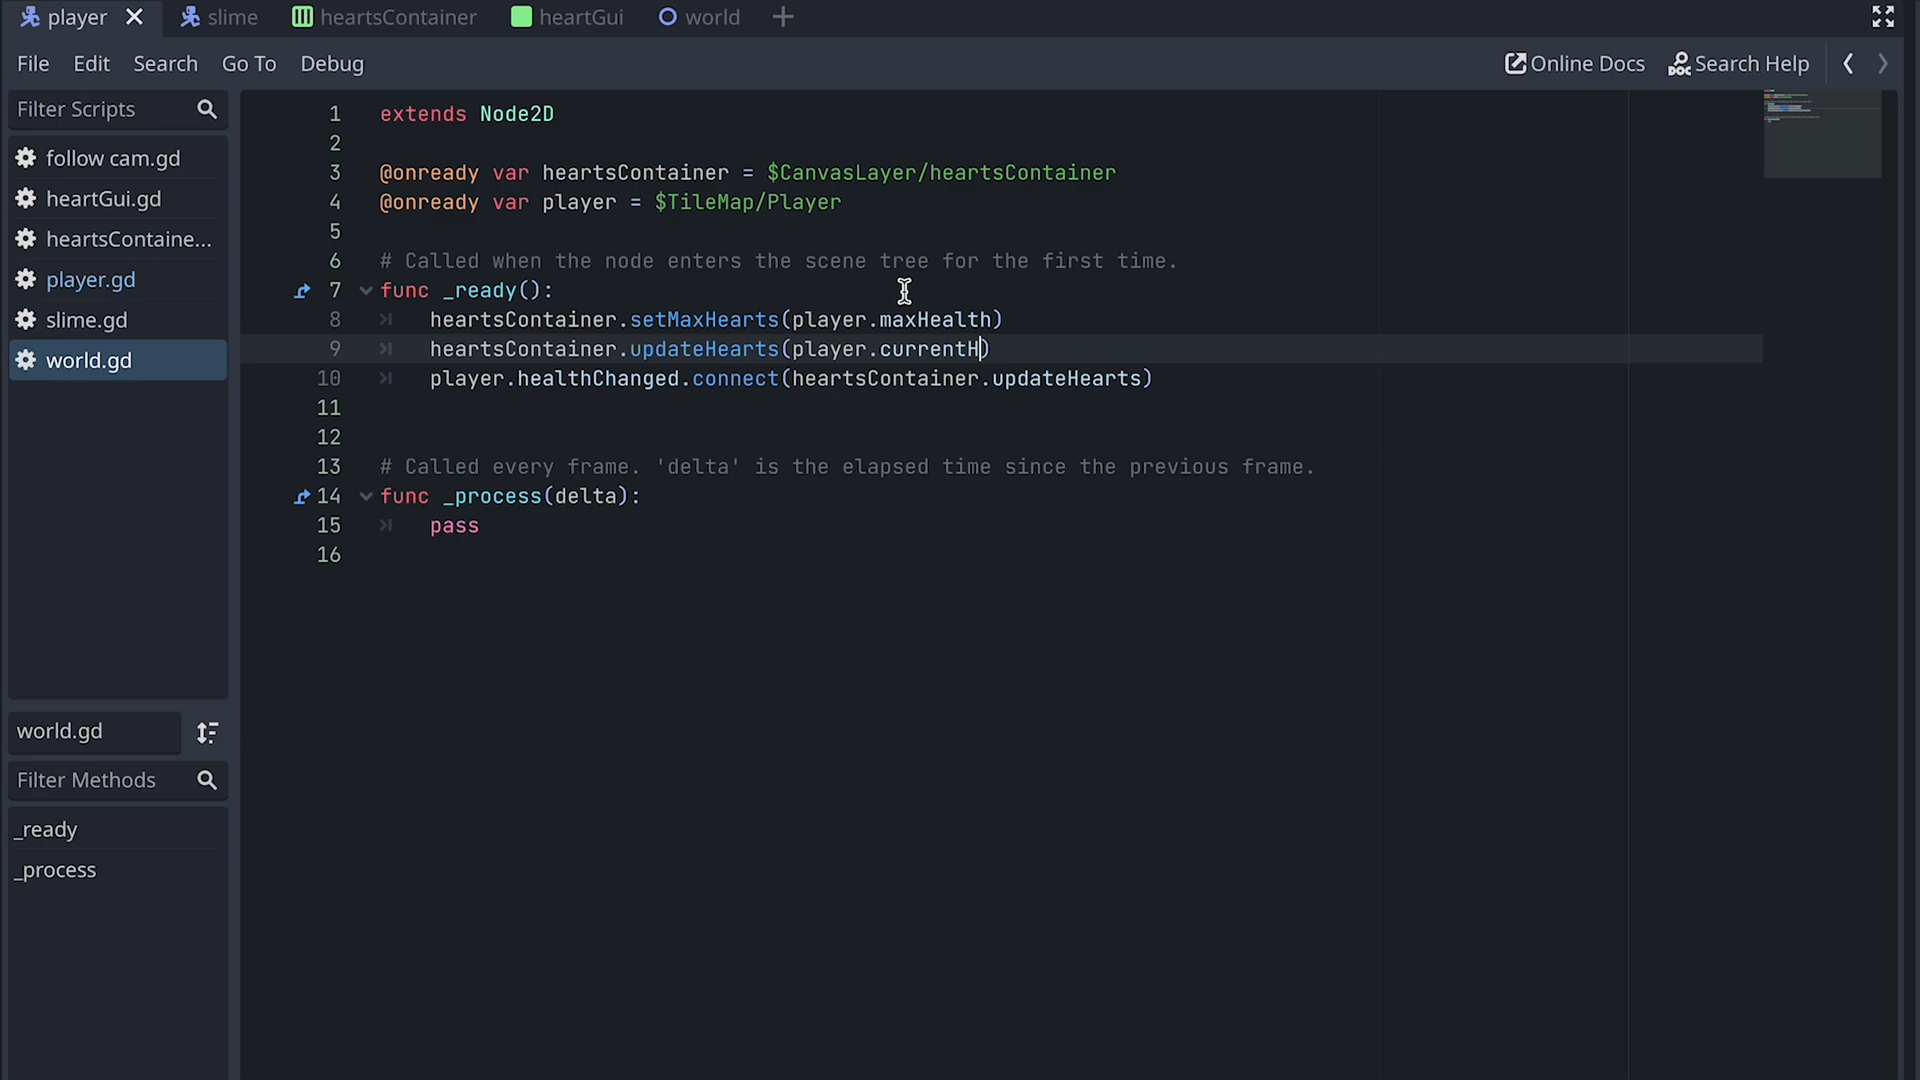 player
slime
heartsContainer
heartGui
world
File Edit Search Go To Debug
Online Docs
Search Help
Filter Scripts
follow cam.gd
heartGui.gd
heartsContaine...
player.gd
slime.gd
world.gd
world.gd
Filter Methods
_ready
_process
1 extends Node2D
2
3 @onready var heartsContainer = $CanvasLayer/heartsContainer
4 @onready var player = $TileMap/Player
5
6 # Called when the node enters the scene tree for the first time.
7 func _ready():
8 heartsContainer.setMaxHearts(player.maxHealth)
9 heartsContainer.updateHearts(player.currentH)
10 player.healthChanged.connect(heartsContainer.updateHearts)
11
12
13 # Called every frame. 'delta' is the elapsed time since the previous frame.
14 func _process(delta):
15 pass
16